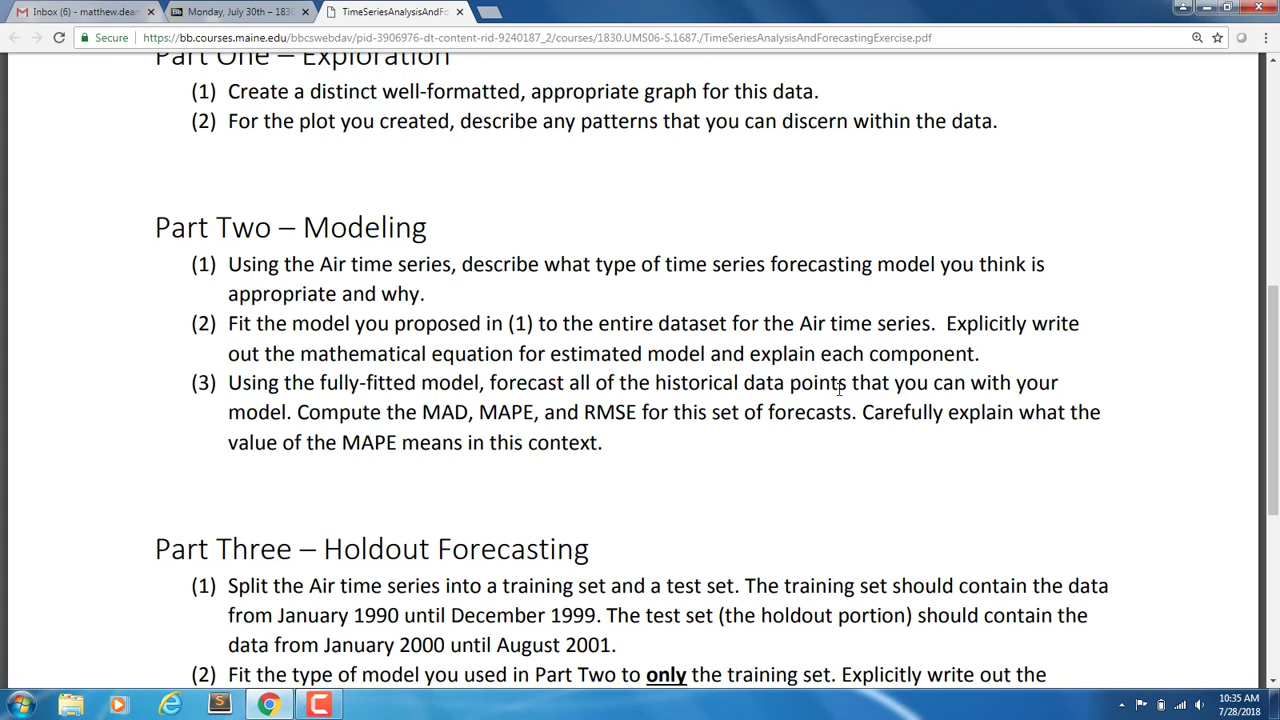 Inbox (6) - matthew.dean
Monday, July 30th – 1830
TimeSeriesAnalysisAndFo
Secure
https://bb.courses.maine.edu/bbcswebdav/pid-3906976-dt-content-rid-9240187_2/courses/1830.UMS06-S.1687./TimeSeriesAnalysisAndForecastingExercise.pdf
Part One – Exploration
(1) Create a distinct well-formatted, appropriate graph for this data.
(2) For the plot you created, describe any patterns that you can discern within the data.
Part Two – Modeling
(1) Using the Air time series, describe what type of time series forecasting model you think is
appropriate and why.
(2) Fit the model you proposed in (1) to the entire dataset for the Air time series. Explicitly write
out the mathematical equation for estimated model and explain each component.
(3) Using the fully-fitted model, forecast all of the historical data points that you can with your
model. Compute the MAD, MAPE, and RMSE for this set of forecasts. Carefully explain what the
value of the MAPE means in this context.
Part Three – Holdout Forecasting
(1) Split the Air time series into a training set and a test set. The training set should contain the data
from January 1990 until December 1999. The test set (the holdout portion) should contain the
data from January 2000 until August 2001.
(2) Fit the type of model you used in Part Two to only the training set. Explicitly write out the
10:35 AM
7/28/2018